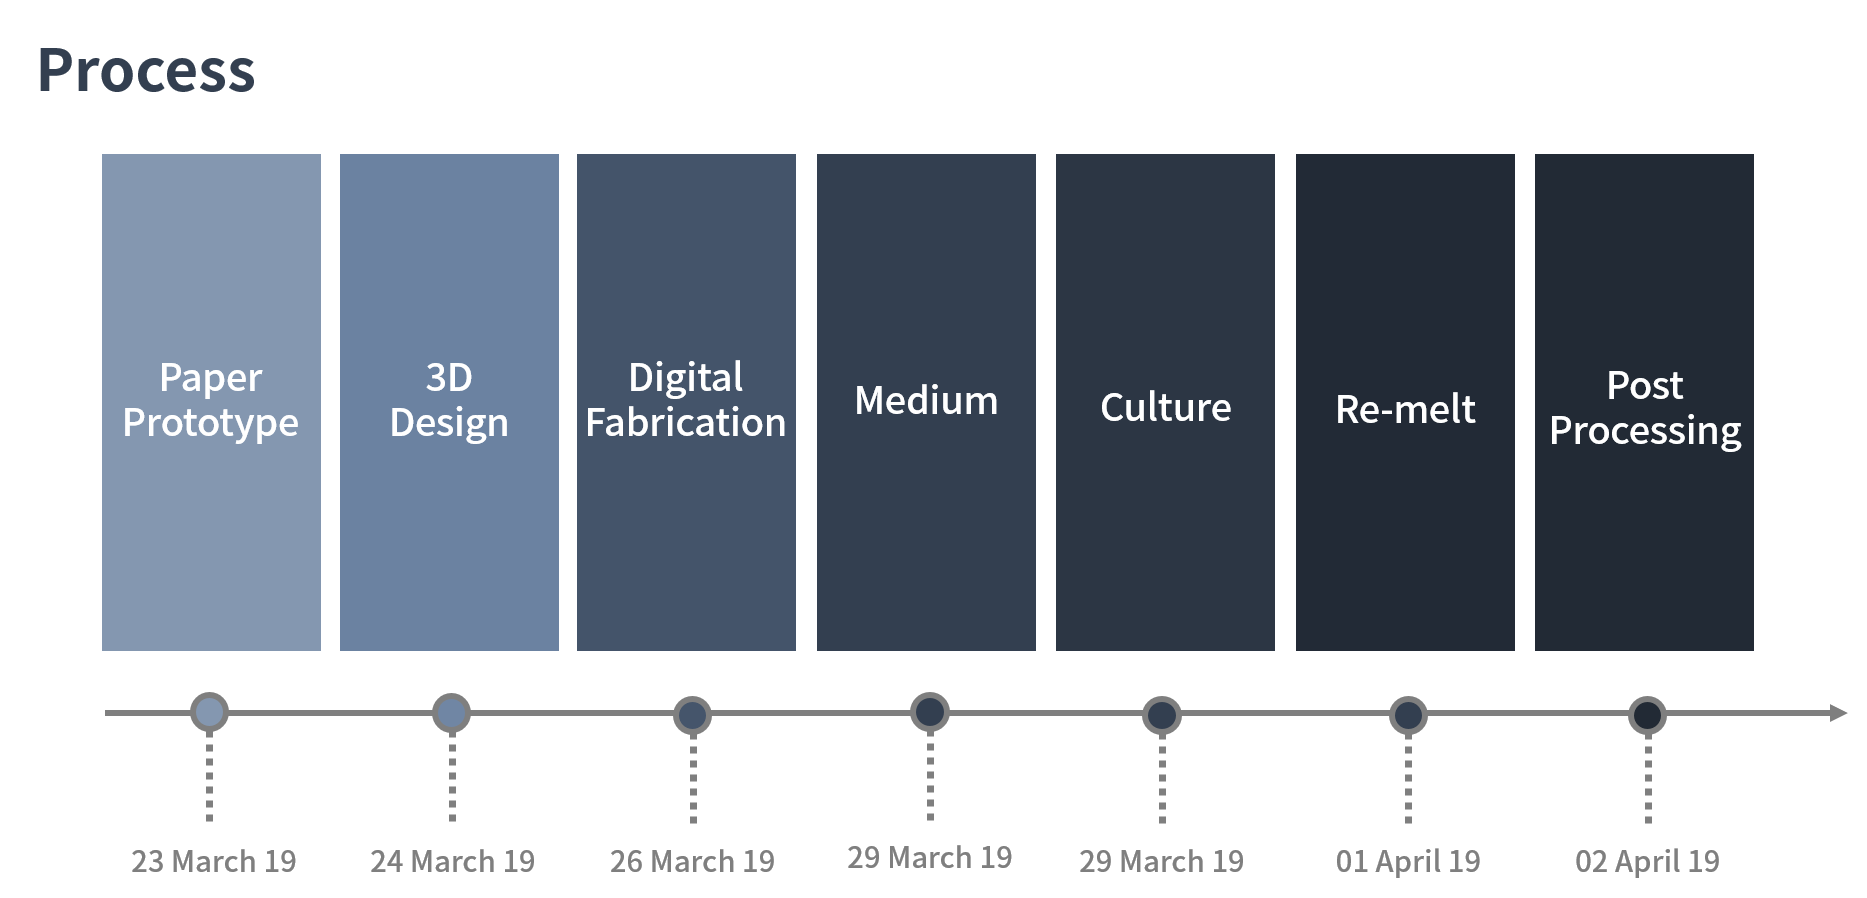 Process
Paper
Prototype
3D
Design
Digital
Fabrication
Medium
Culture
Re-melt
Post
Processing
23 March 19
24 March 19
26 March 19
29 March 19
29 March 19
01 April 19
02 April 19